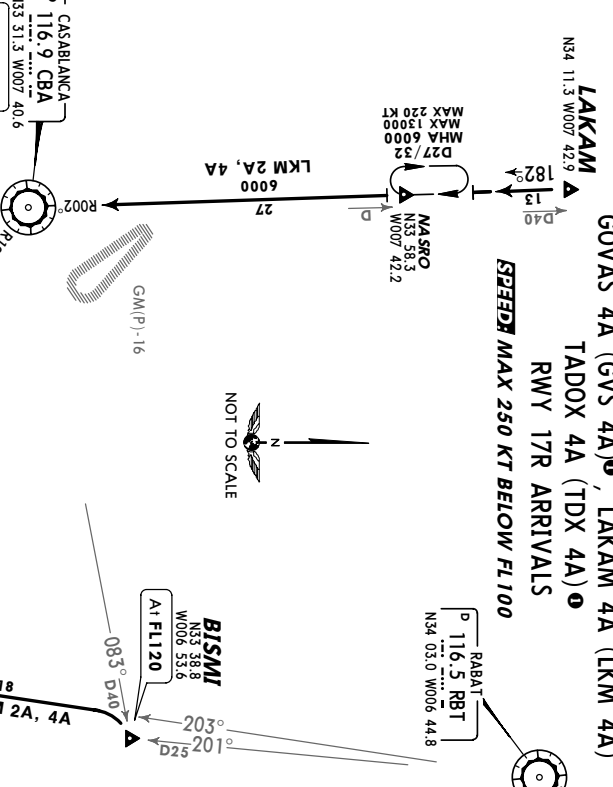 GOVAS 4A (GVS 4A)❶, LAKAM 4A (LKM 4A)
TADOX 4A (TDX 4A)❶
RWY 17R ARRIVALS
SPEED: MAX 250 KT BELOW FL100
LAKAM
N34 11.3 W007 42.9
D40
13
182°
NASRO
N33 58.3
W007 42.2
D27/32
MHA 6000
MAX 13000
MAX 220 KT
D
27
6000
LKM 2A, 4A
R002°
CASABLANCA
116.9 CBA
N33 31.3 W007 40.6
GM(P)-16
N
NOT TO SCALE
RABAT
D 116.5 RBT
N34 03.0 W006 44.8
BISMI
N33 38.8
W006 53.6
At FL120
083°
D40
203°
201°
D25
18
2A, 4A